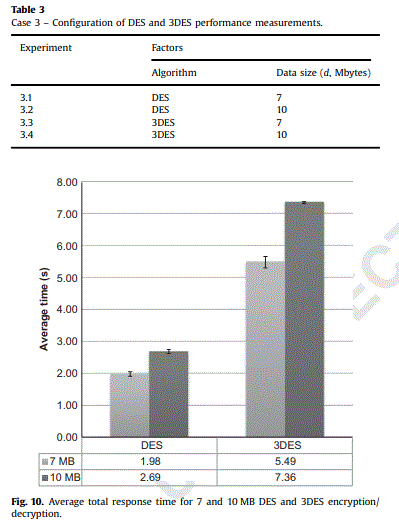 Table 3
Case 3 – Configuration of DES and 3DES performance measurements.
Experiment Factors
Algorithm Data size (d, Mbytes)
3.1 DES 7
3.2 DES 10
3.3 3DES 7
3.4 3DES 10
8.00
7.00
6.00
5.00
4.00
3.00
2.00
1.00
0.00
Average time (s)
DES 3DES
7 MB 1.98 5.49
10 MB 2.69 7.36
Fig. 10. Average total response time for 7 and 10 MB DES and 3DES encryption/
decryption.